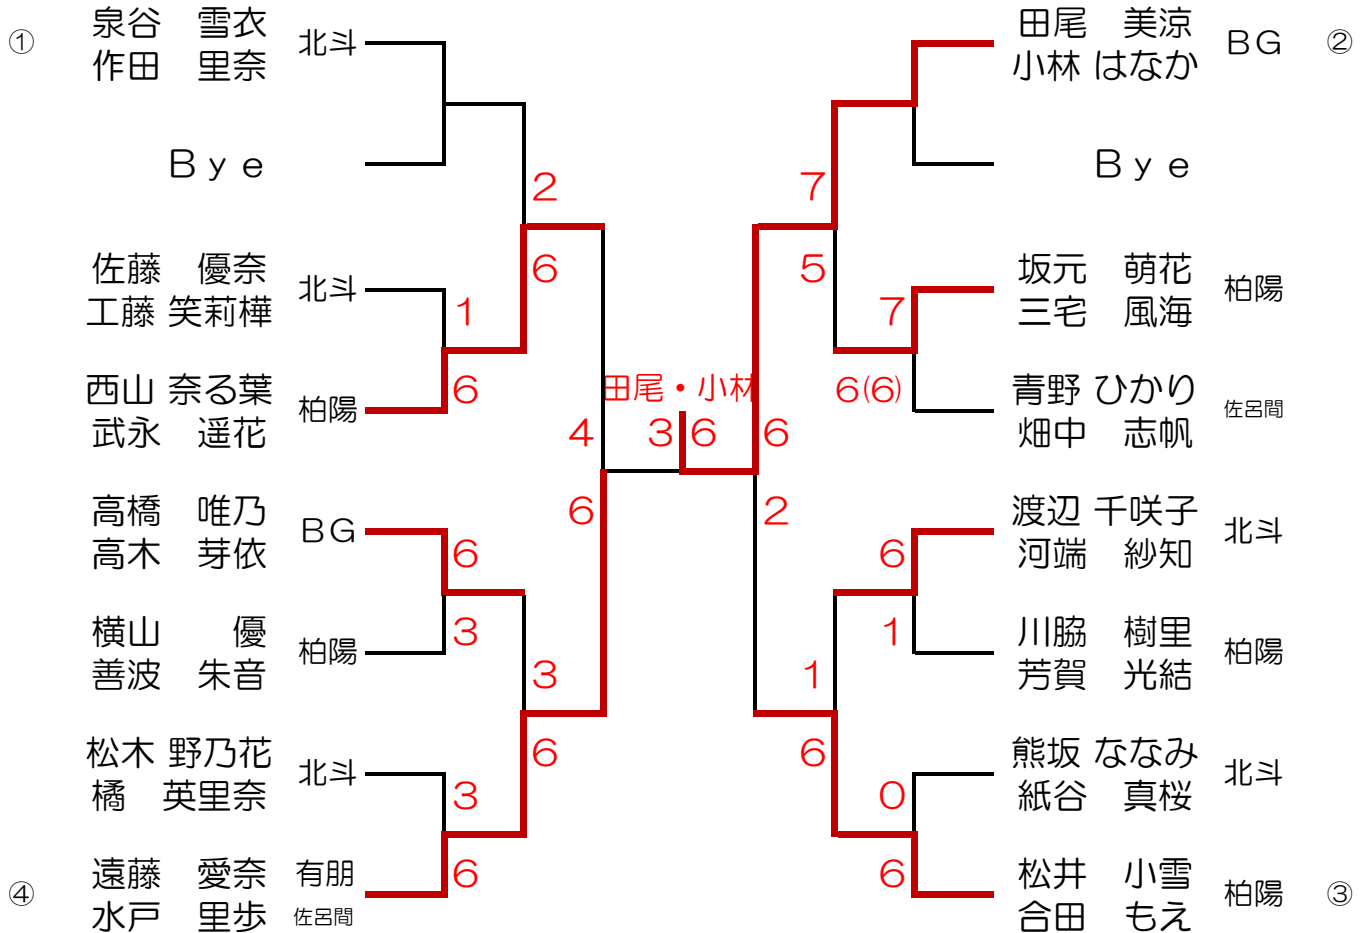 ① 泉谷　雪衣
作田　里奈 北斗
Ｂｙｅ
2
佐藤　優奈
工藤 笑莉樺 北斗
1
6
西山 奈る葉
武永　遥花 柏陽
6
4
高橋　唯乃
高木　芽依 ＢＧ
6
6
横山　　優
善波　朱音 柏陽
3
3
松木 野乃花
橘　英里奈 北斗
3
6
④ 遠藤　愛奈 有朋
水戸　里歩 佐呂間
6
田尾・小林
3 6
田尾　美涼
小林 はなか ＢＧ ②
Ｂｙｅ
7
坂元　萌花
三宅　風海 柏陽
5
7
青野 ひかり
畑中　志帆 佐呂間
6(6)
6
渡辺 千咲子
河端　紗知 北斗
2
6
川脇　樹里
芳賀　光結 柏陽
1
1
熊坂 ななみ
紙谷　真桜 北斗
6
0
松井　小雪
合田　もえ 柏陽 ③
6